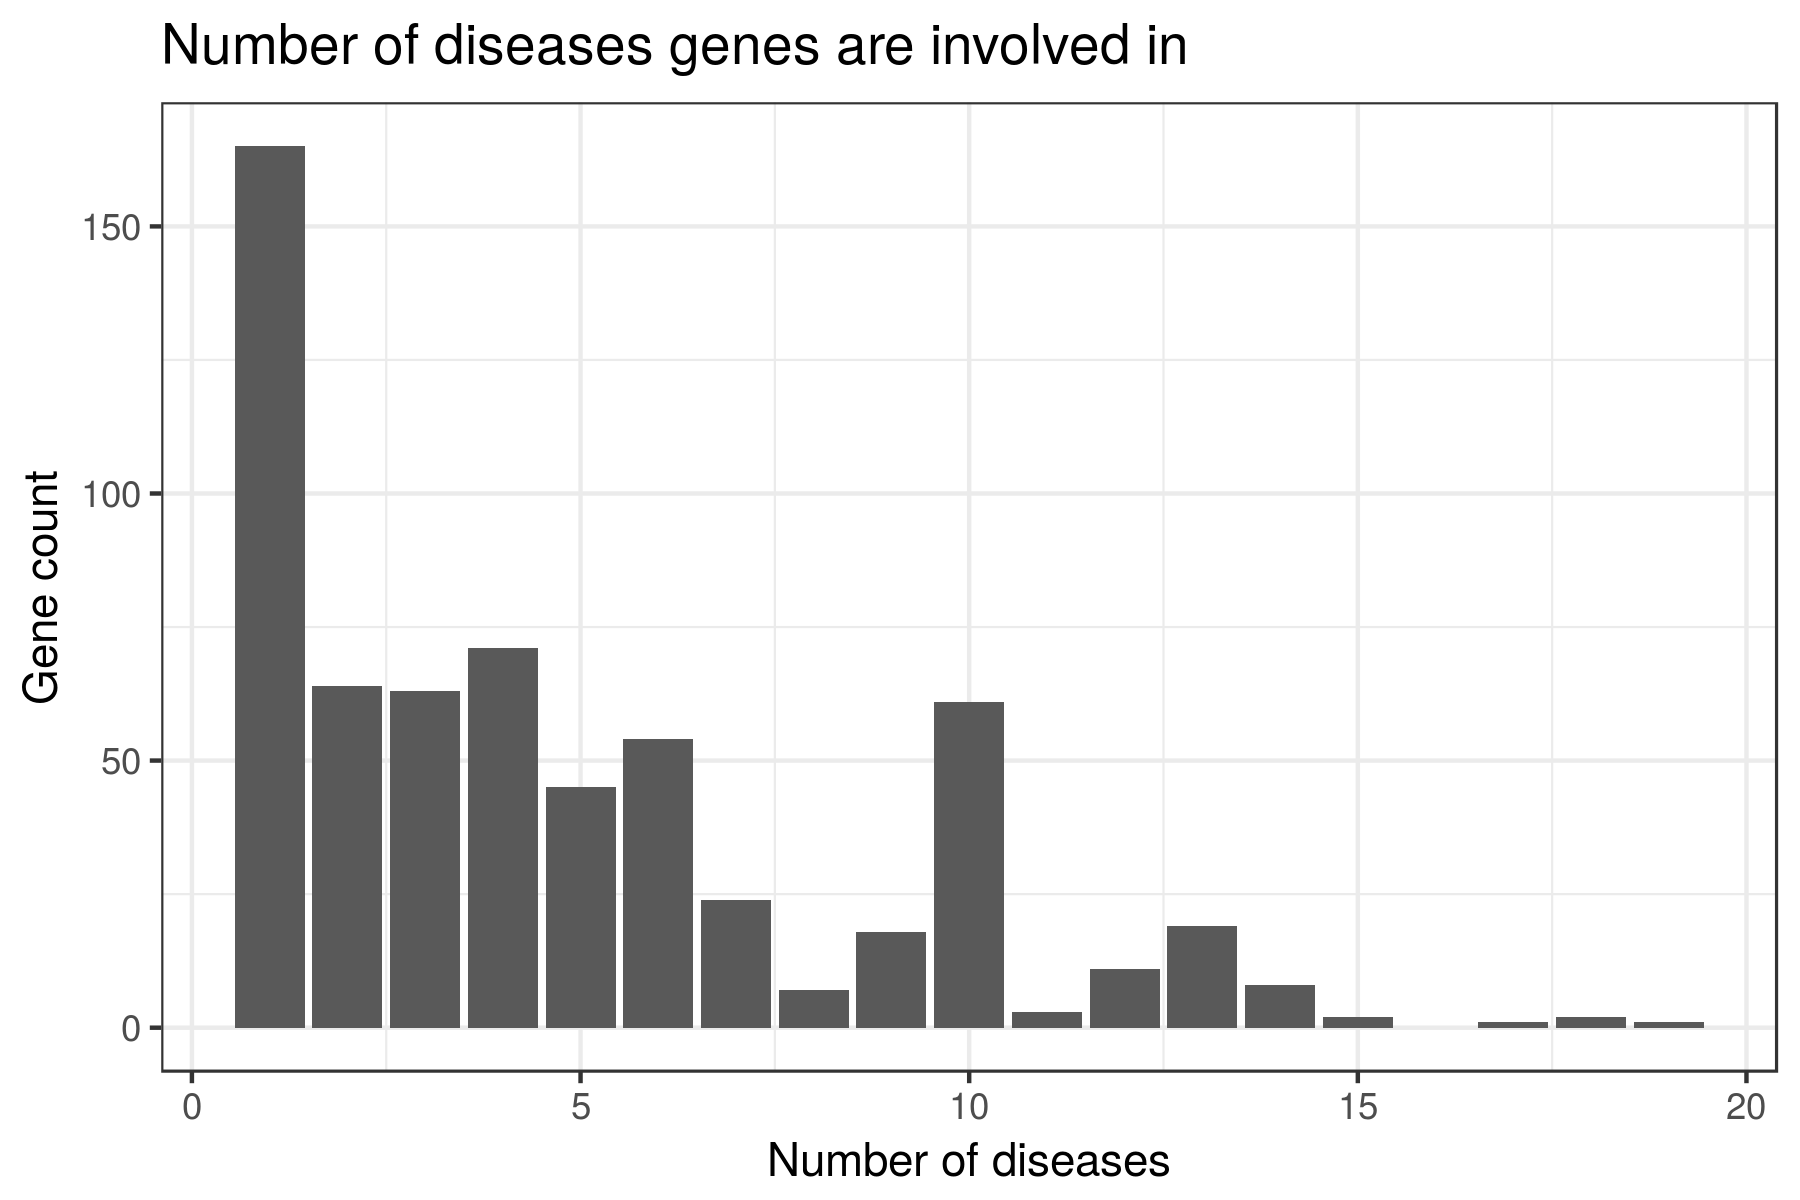 Number of diseases genes are involved in
Gene count
150
100
50
0
0 5 10 15 20
Number of diseases